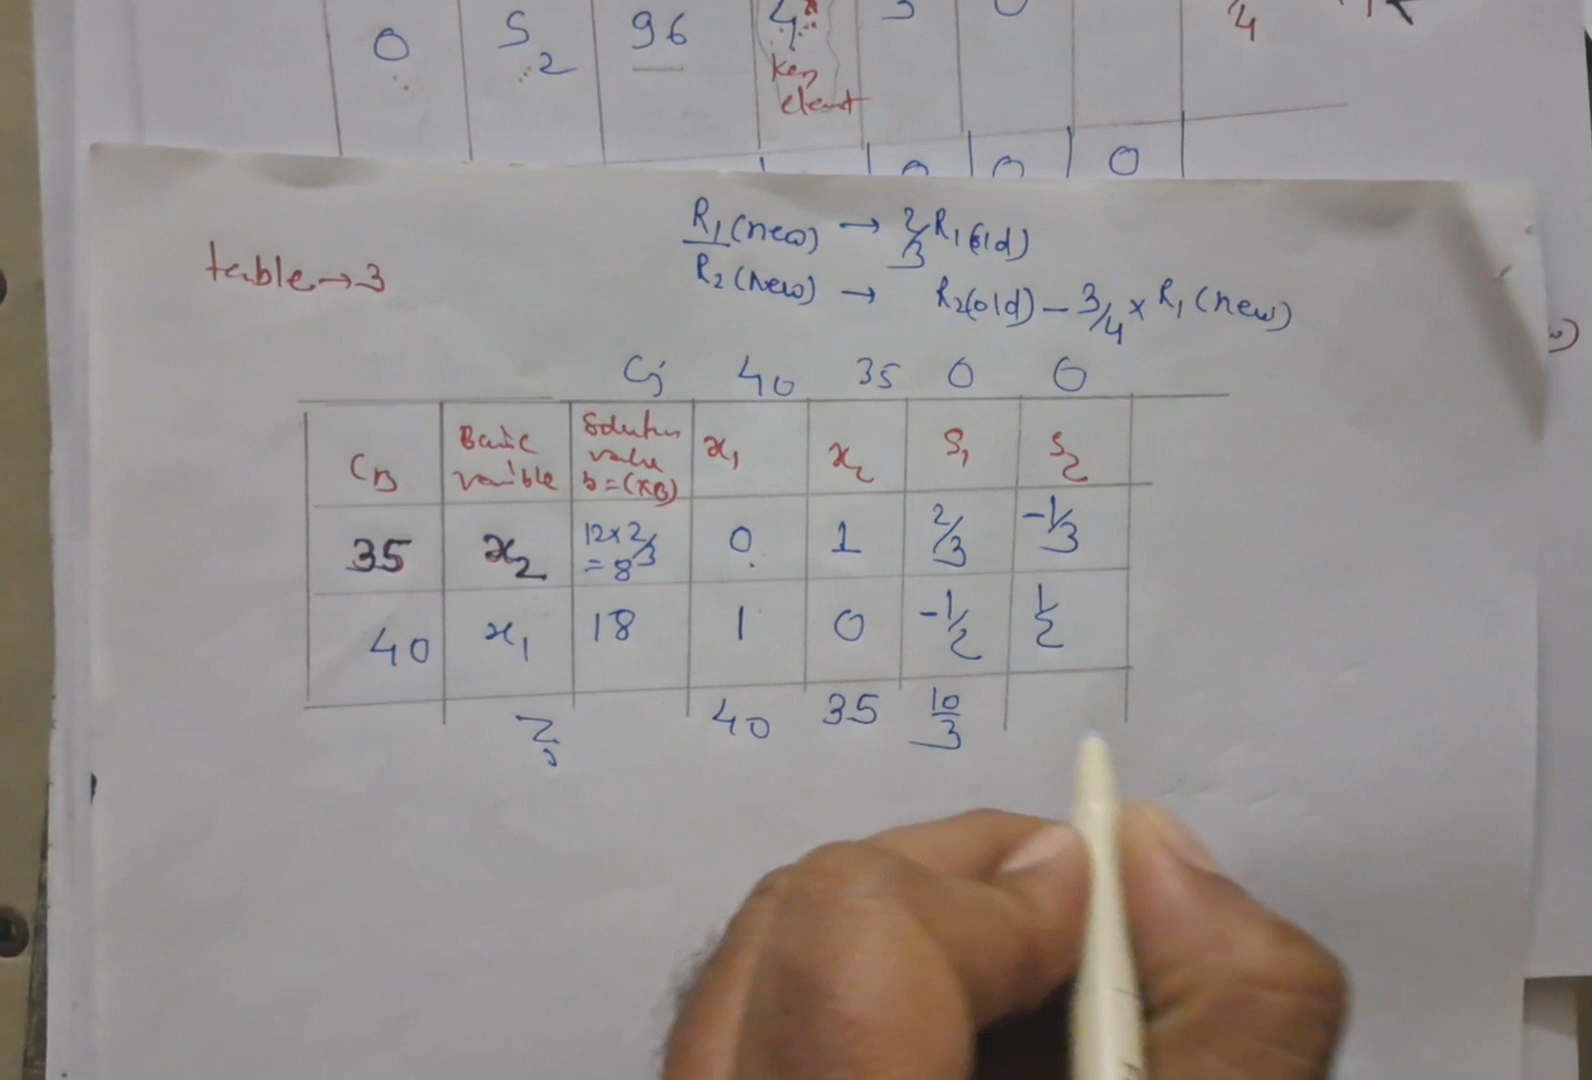 0 S2 96 4 3 0 /4
key
element
0 0 0
R1(new) → 2/3 R1(old)
table → 3
R2(new) → R2(old) - 3/4 × R1(new)
Cj 40 35 0 0
CB Basic variable Solution value b=(XB) x1 x2 S1 S2
35 x2 12×2/3 =8 0 1 2/3 -1/3
40 x1 18 1 0 -1/2 1/2
Zj 40 35 10/3